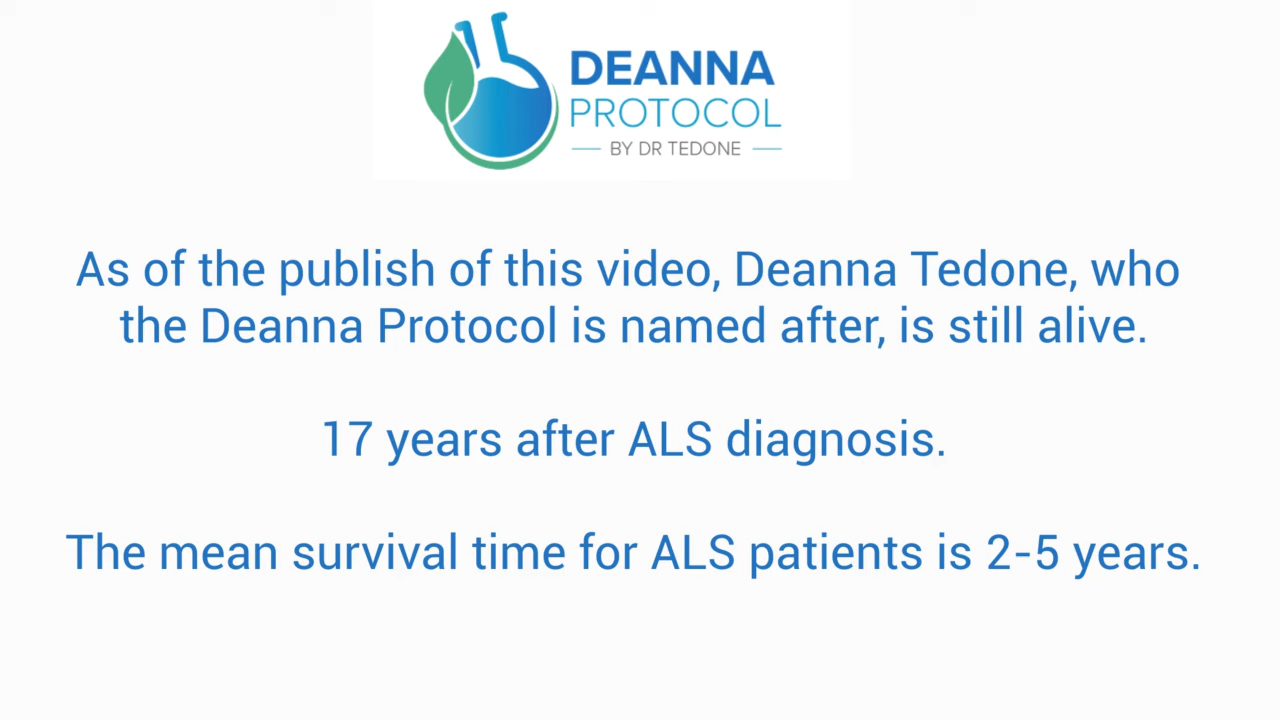 DEANNA
PROTOCOL
BY DR TEDONE
As of the publish of this video, Deanna Tedone, who
the Deanna Protocol is named after, is still alive.
17 years after ALS diagnosis.
The mean survival time for ALS patients is 2-5 years.